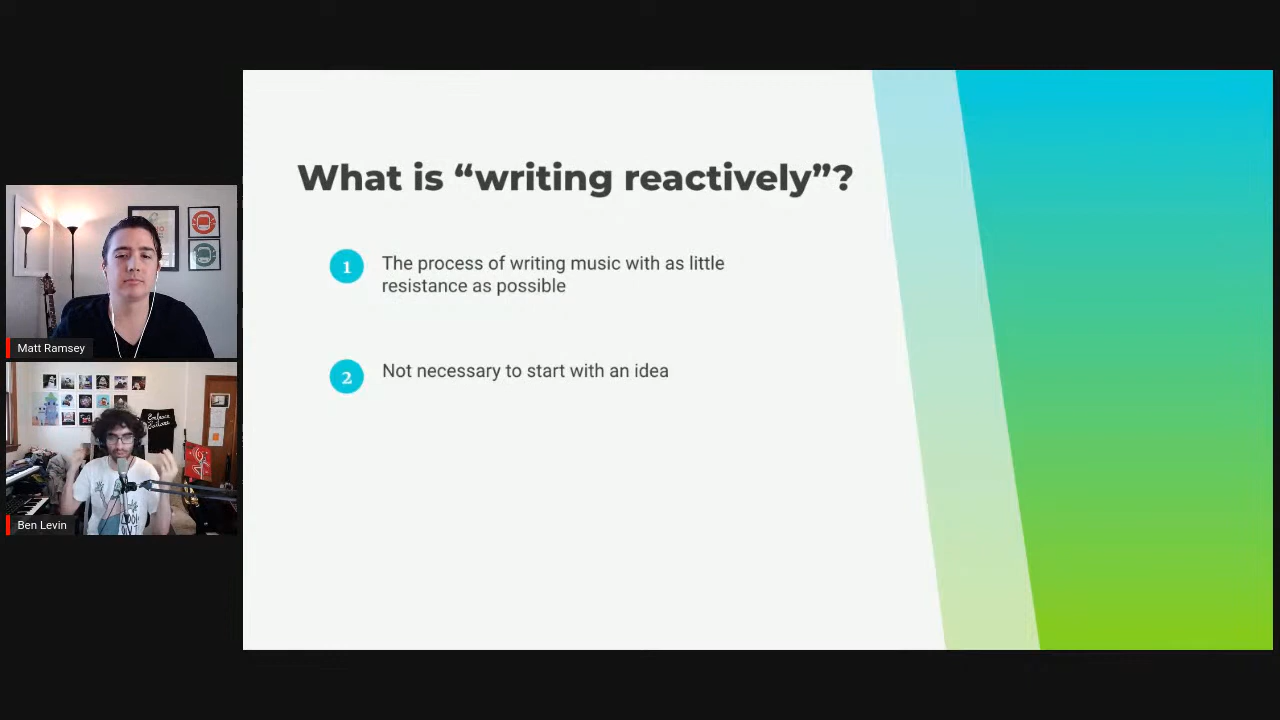 What is “writing reactively”?
1
The process of writing music with as little
resistance as possible
2
Not necessary to start with an idea
Matt Ramsey
Embrace
Ben Levin